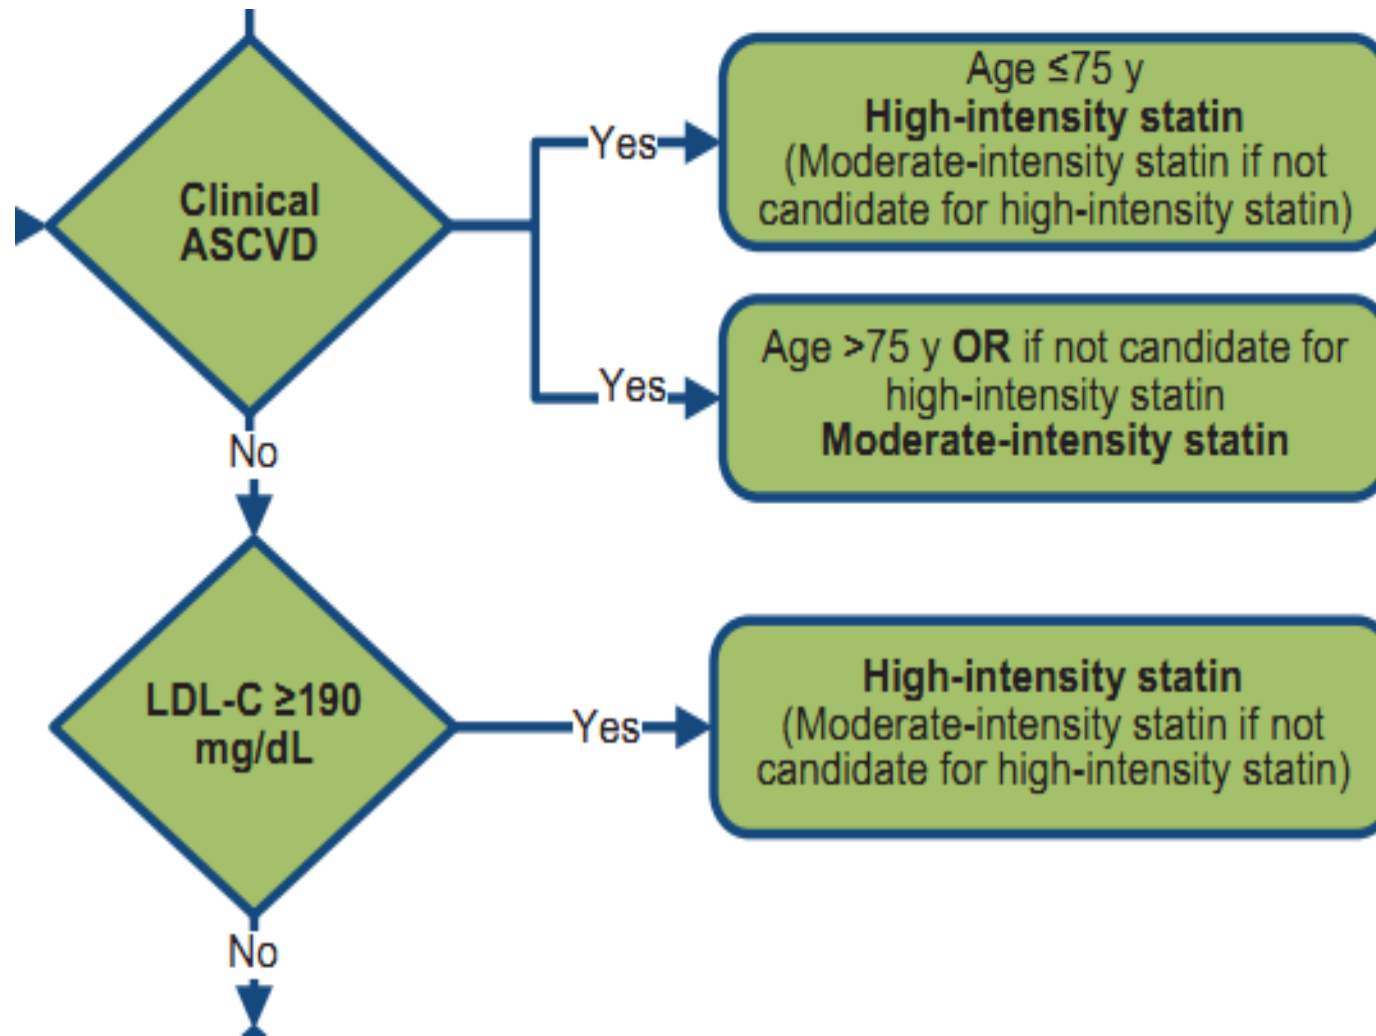 Clinical
ASCVD
Yes
Age ≤75 y
High-intensity statin
(Moderate-intensity statin if not
candidate for high-intensity statin)
Yes
Age >75 y OR if not candidate for
high-intensity statin
Moderate-intensity statin
No
LDL-C ≥190
mg/dL
Yes
High-intensity statin
(Moderate-intensity statin if not
candidate for high-intensity statin)
No